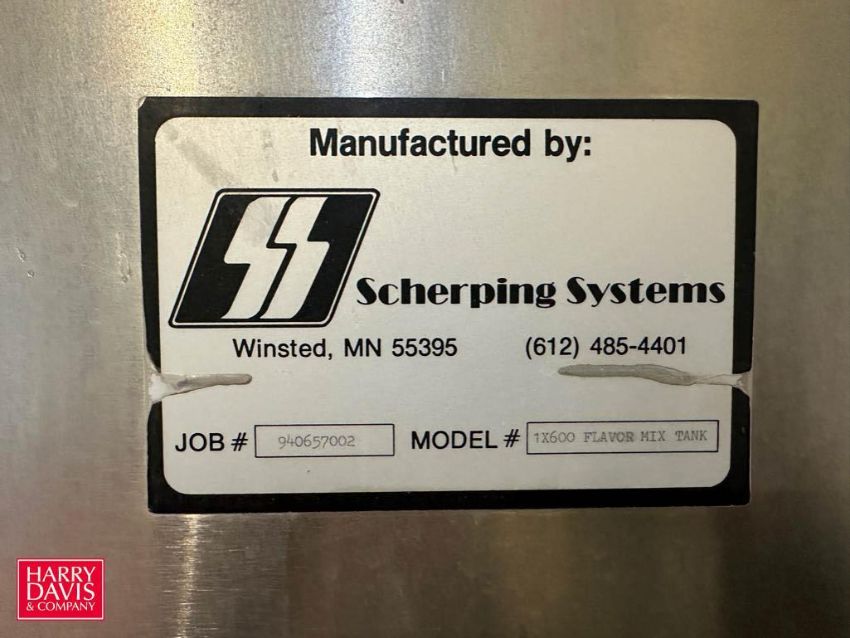 Manufactured by:
Scherping Systems
Winsted, MN 55395 (612) 485-4401
JOB # 940657002 MODEL # 1X600 FLAVOR MIX TANK
HARRY
DAVIS
& COMPANY